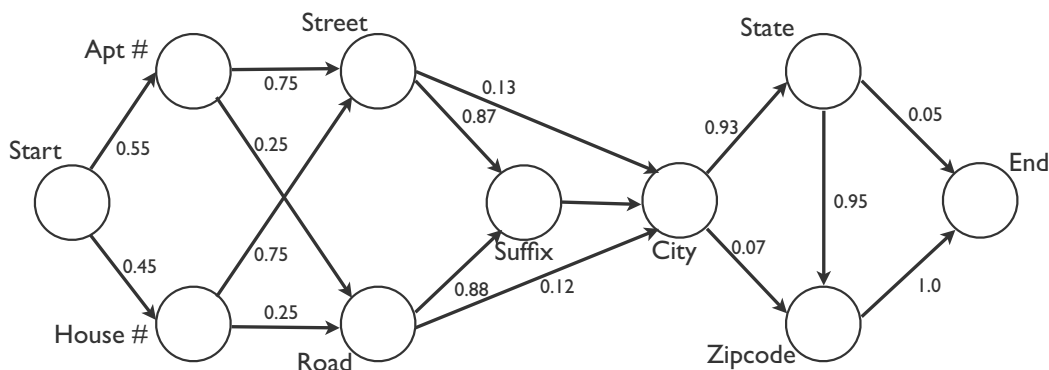 Street
State
Apt #
0.75
0.13
0.87
0.93
0.05
Start
0.55
0.25
End
0.95
0.45
0.75
Suffix
City
0.07
0.88
0.12
1.0
House #
0.25
Road
Zipcode